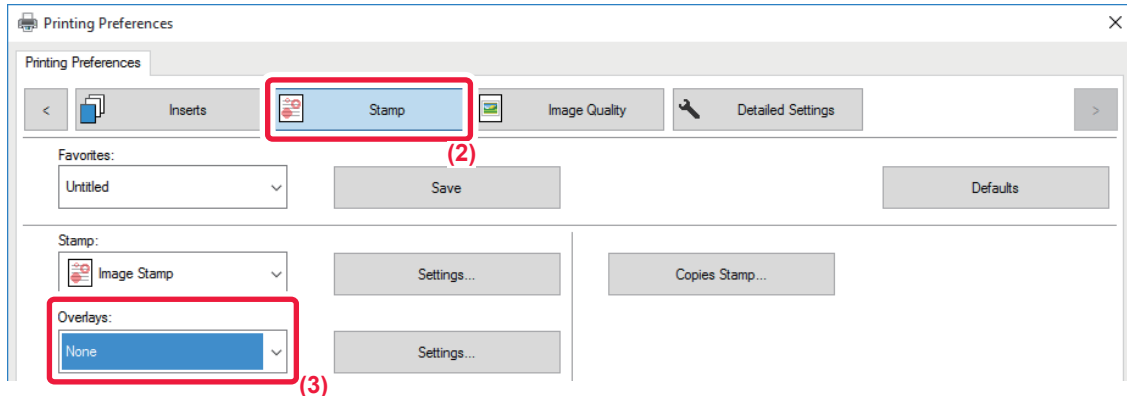 Printing Preferences
Printing Preferences
< Inserts Stamp Image Quality Detailed Settings >
(2)
Favorites:
Untitled Save Defaults
Stamp:
Image Stamp Settings... Copies Stamp...
Overlays:
None Settings...
(3)